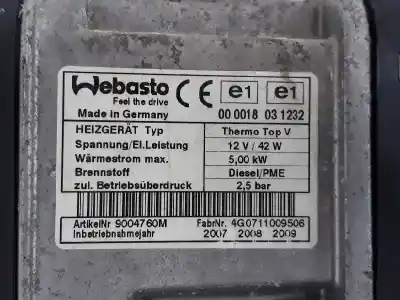 Webasto CE e1 e1
Feel the drive
Made in Germany 00 0018 03 1232
HEIZGERÄT Typ Thermo Top V
Spannung/El.Leistung 12 V / 42 W
Wärmestrom max. 5,00 kW
Brennstoff Diesel/PME
zul. Betriebsüberdruck 2,5 bar
ArtikelNr 9004760M FabrNr. 4G0711009506
Inbetriebnahmejahr 2007 2008 2009